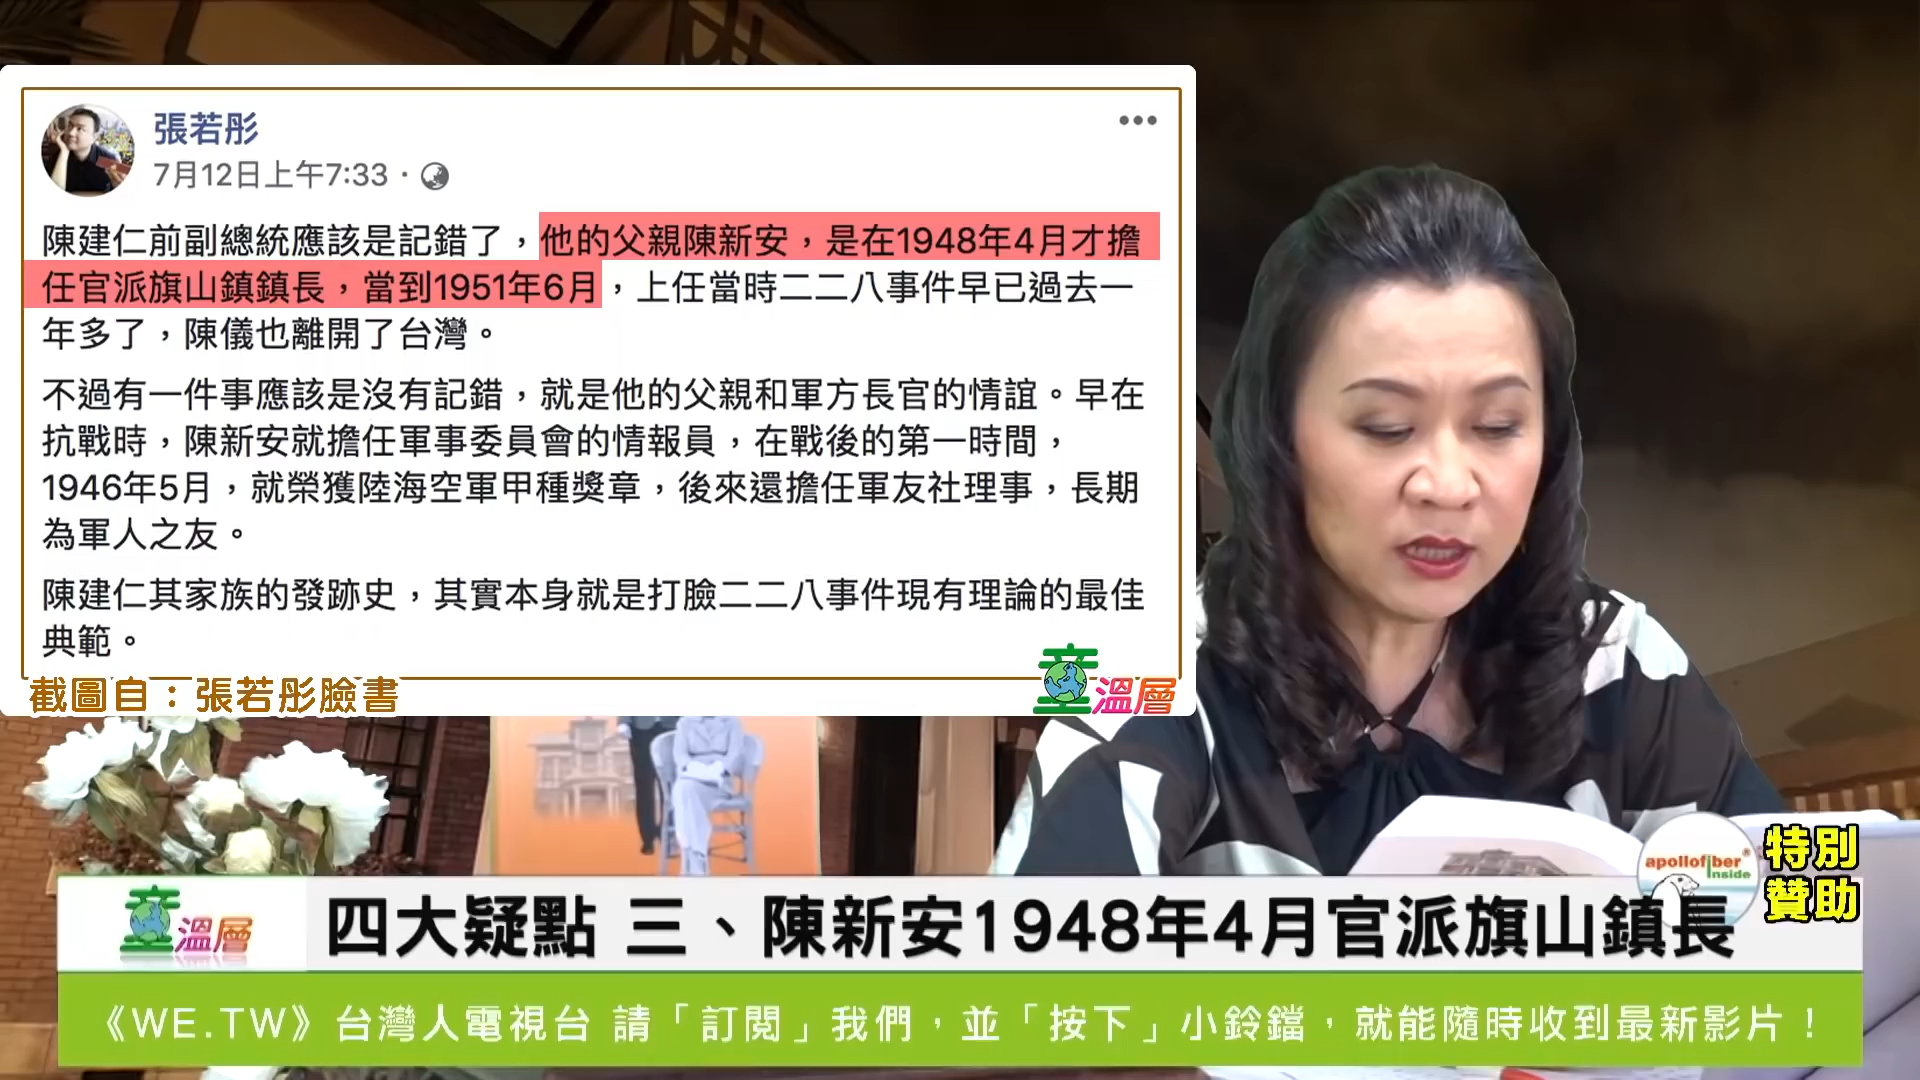 張若彤
7月12日上午7:33
陳建仁前副總統應該是記錯了，他的父親陳新安，是在1948年4月才擔
任官派旗山鎮鎮長，當到1951年6月，上任當時二二八事件早已過去一
年多了，陳儀也離開了台灣。
不過有一件事應該是沒有記錯，就是他的父親和軍方長官的情誼。早在
抗戰時，陳新安就擔任軍事委員會的情報員，在戰後的第一時間，
1946年5月，就榮獲陸海空軍甲種獎章，後來還擔任軍友社理事，長期
為軍人之友。
陳建仁其家族的發跡史，其實本身就是打臉二二八事件現有理論的最佳
典範。
截圖自：張若彤臉書
童溫層
apollofiber®
inside
特別
贊助
童溫層
四大疑點 三、陳新安1948年4月官派旗山鎮長
《WE.TW》台灣人電視台 請「訂閱」我們，並「按下」小鈴鐺，就能隨時收到最新影片！